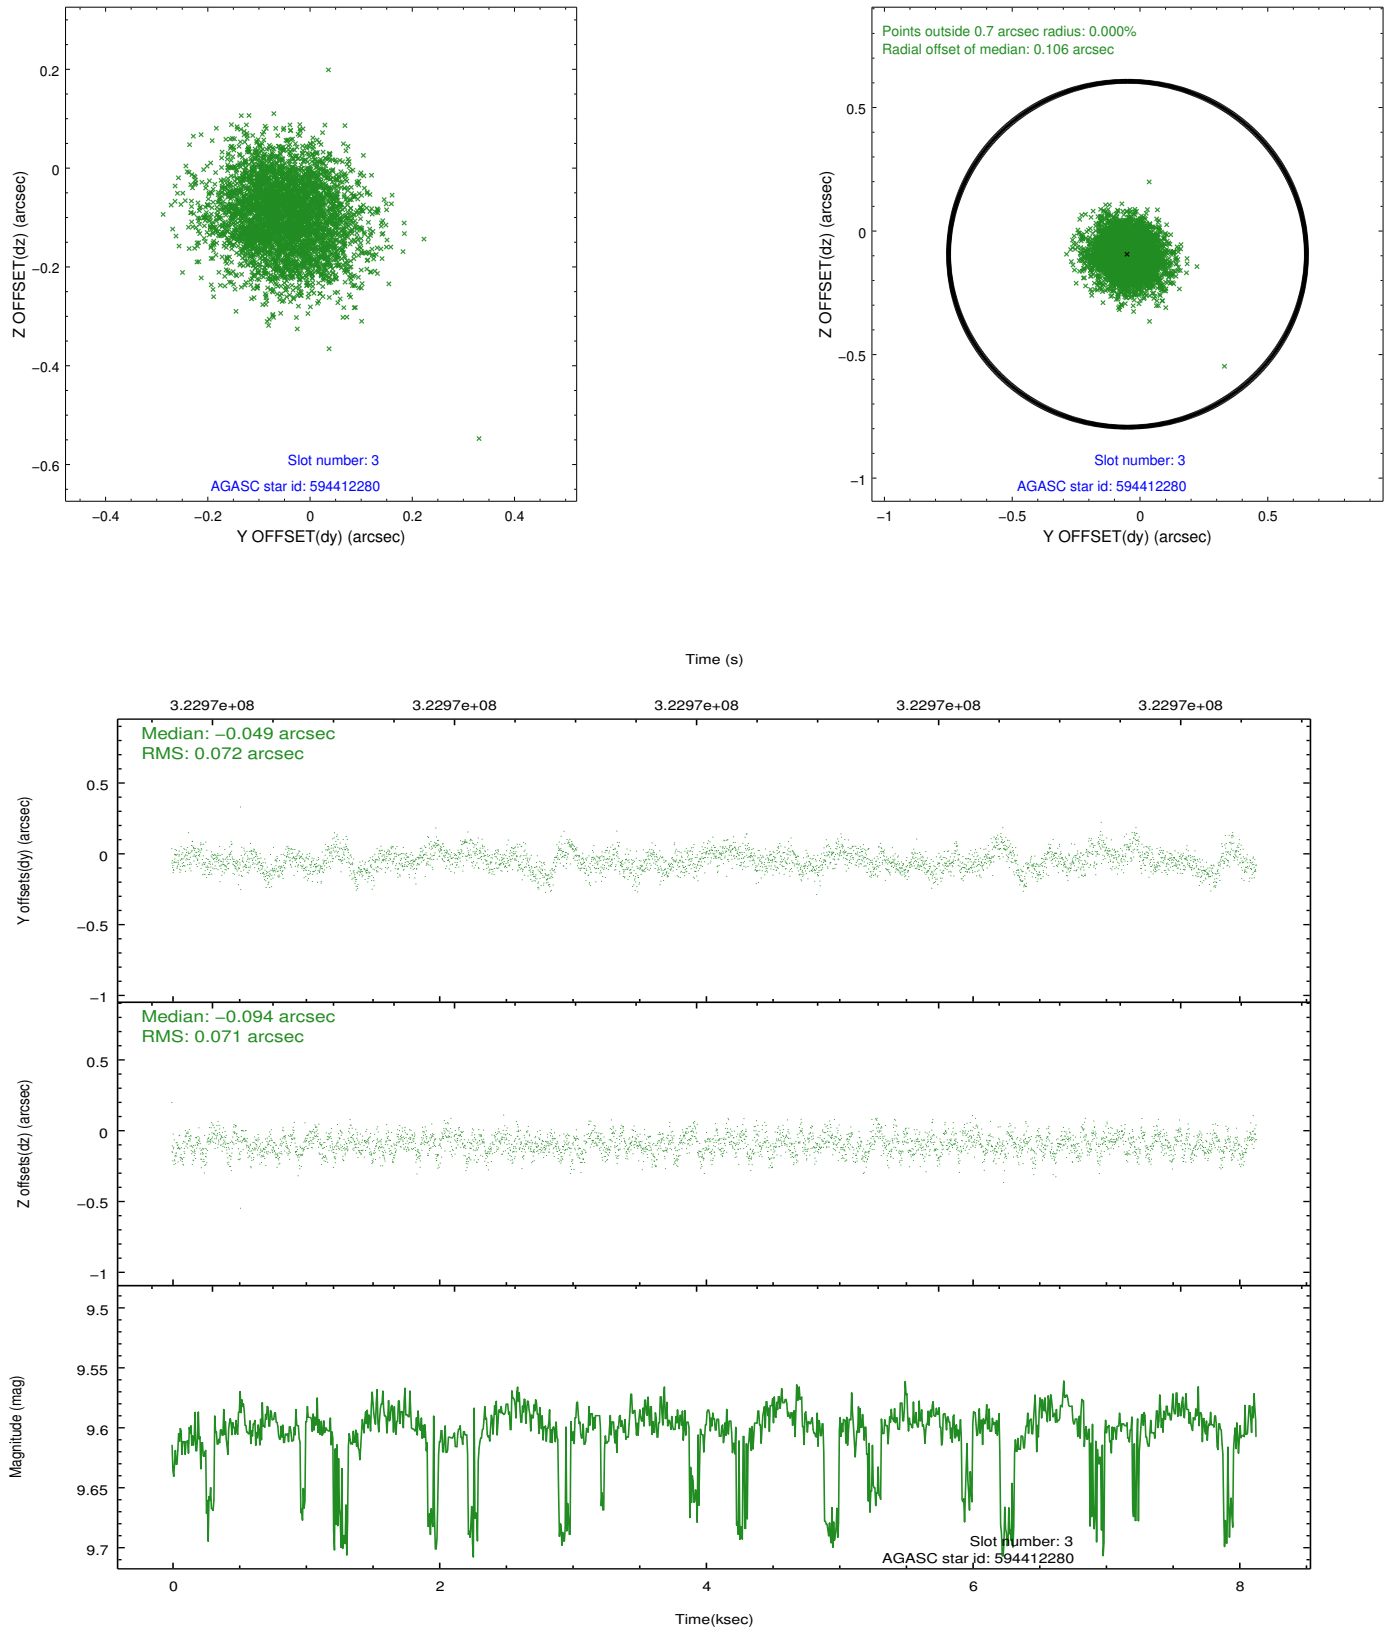 0.2
0
−0.2
−0.4
−0.6
Z OFFSET(dz) (arcsec)
Slot number: 3
AGASC star id: 594412280
−0.4 −0.2 0 0.2 0.4
Y OFFSET(dy) (arcsec)
Points outside 0.7 arcsec radius: 0.000%
Radial offset of median: 0.106 arcsec
0.5
0
−0.5
−1
Z OFFSET(dz) (arcsec)
Slot number: 3
AGASC star id: 594412280
−1 −0.5 0 0.5
Y OFFSET(dy) (arcsec)
Time (s)
3.2297e+08 3.2297e+08 3.2297e+08 3.2297e+08 3.2297e+08
Median: −0.049 arcsec
RMS: 0.072 arcsec
0.5
0
−0.5
−1
Y offsets(dy) (arcsec)
Median: −0.094 arcsec
RMS: 0.071 arcsec
0.5
0
−0.5
−1
Z offsets(dz) (arcsec)
9.5
9.55
9.6
9.65
9.7
Magnitude (mag)
Slot number: 3
AGASC star id: 594412280
0 2 4 6 8
Time(ksec)